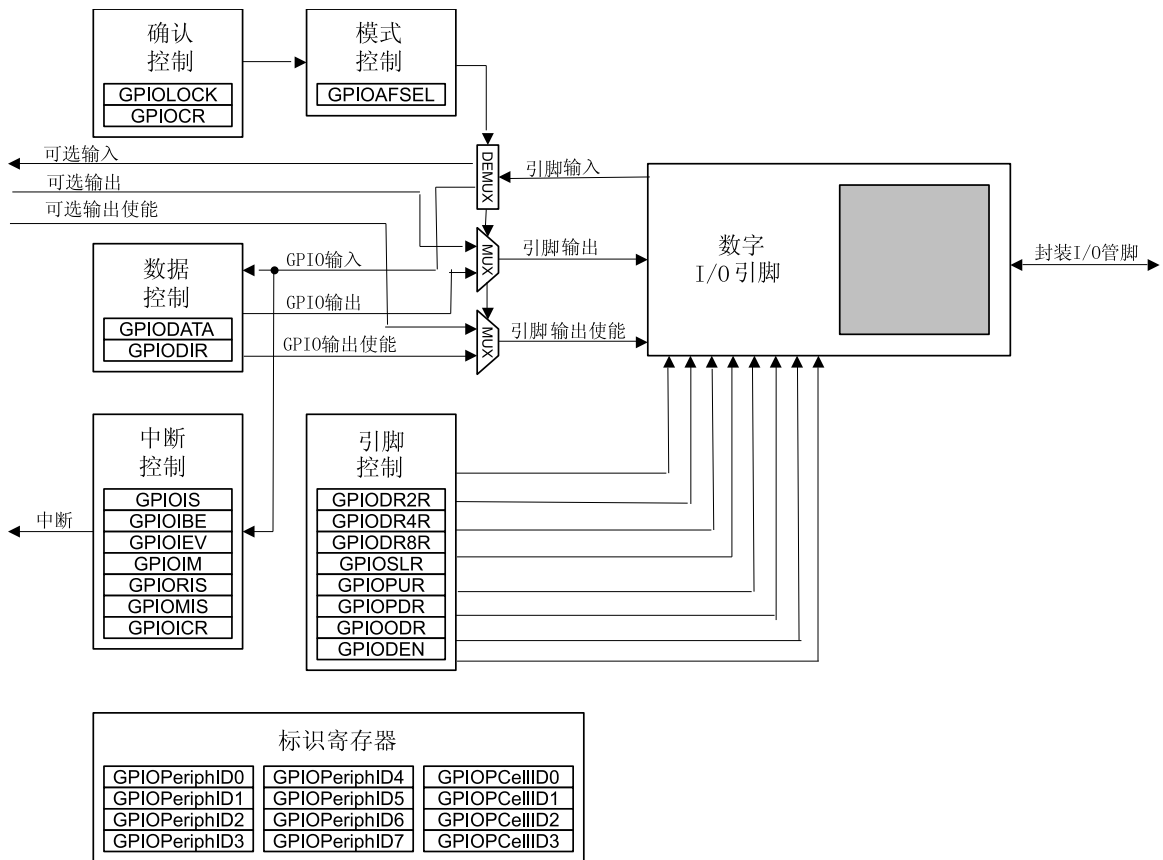 确认
控制
GPIOLOCK
GPIOCR
模式
控制
GPIOAFSEL
可选输入
可选输出
可选输出使能
DEMUX
引脚输入
数据
控制
GPIODATA
GPIODIR
GPIO输入
GPIO输出
GPIO输出使能
MUX
引脚输出
MUX
引脚输出使能
数字
I/O引脚
封装I/O管脚
中断
控制
GPIOIS
GPIOIBE
GPIOIEV
GPIOIM
GPIORIS
GPIOMIS
GPIOICR
中断
引脚
控制
GPIODR2R
GPIODR4R
GPIODR8R
GPIOSLR
GPIOPUR
GPIOPDR
GPIOODR
GPIODEN
标识寄存器
GPIOPeriphID0
GPIOPeriphID1
GPIOPeriphID2
GPIOPeriphID3
GPIOPeriphID4
GPIOPeriphID5
GPIOPeriphID6
GPIOPeriphID7
GPIOPCellID0
GPIOPCellID1
GPIOPCellID2
GPIOPCellID3